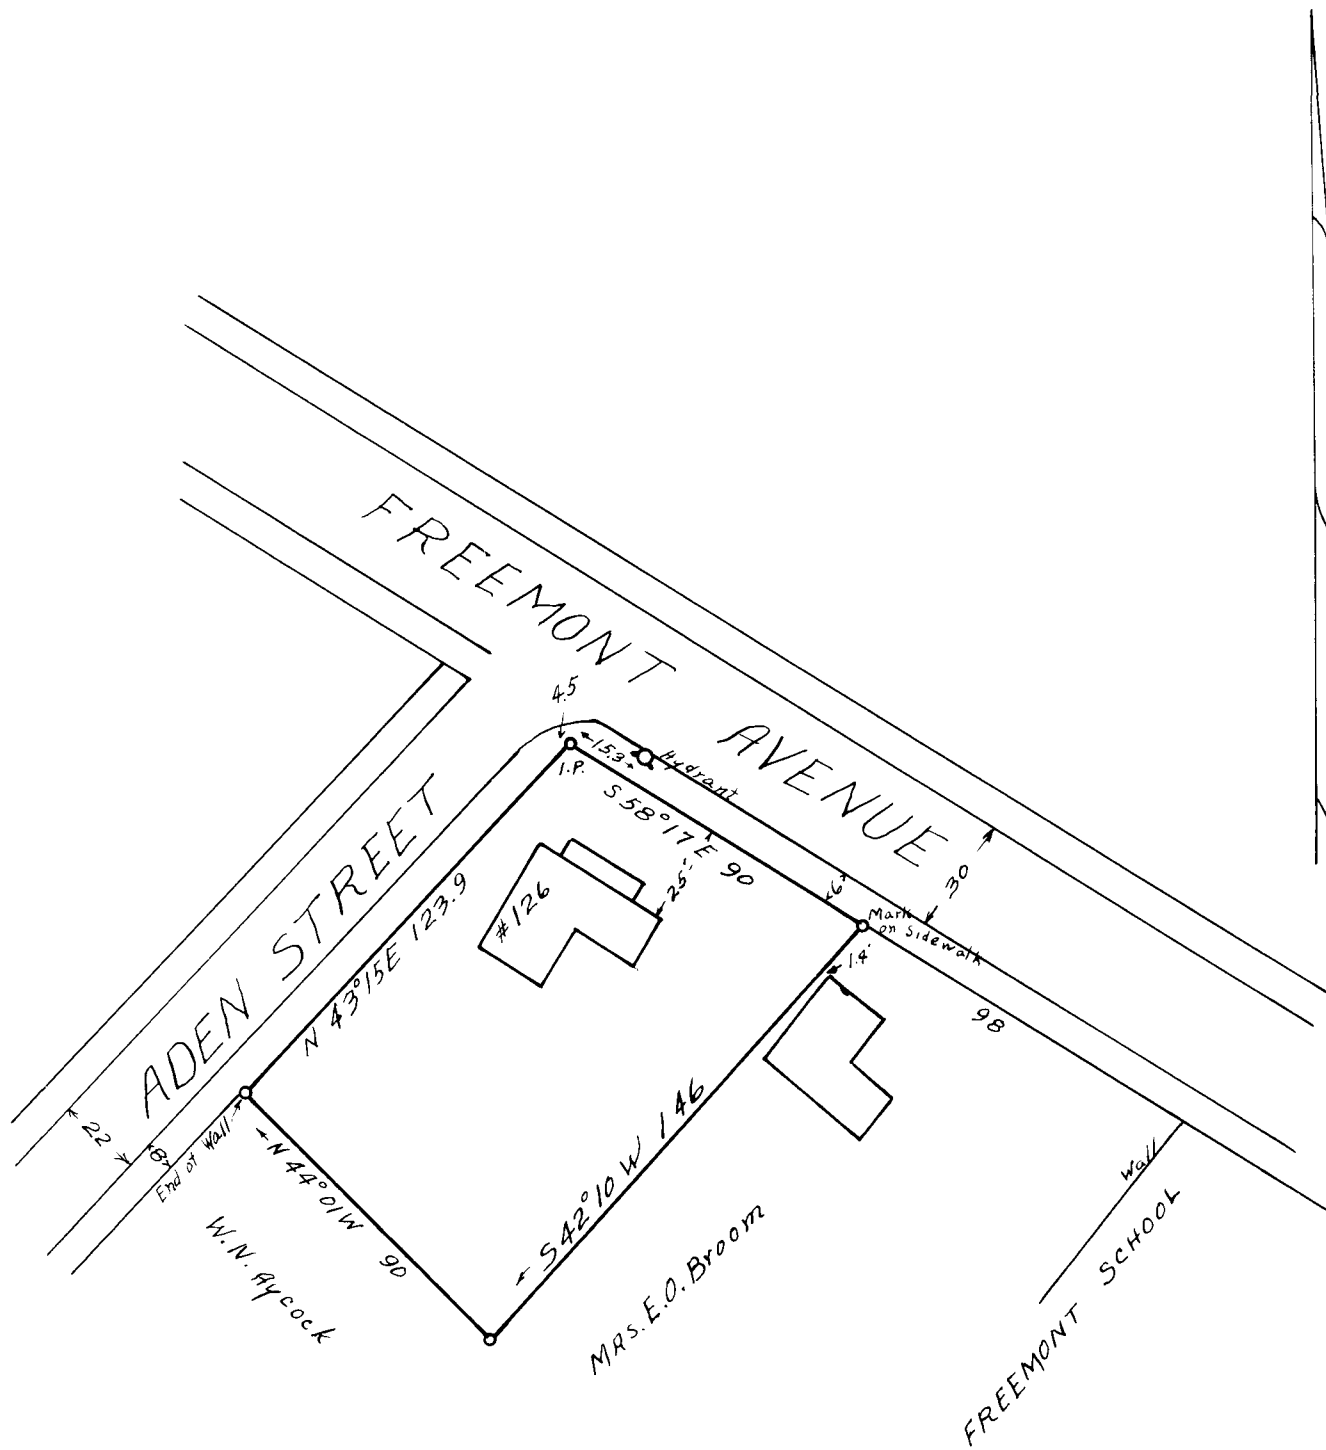 FREEMONT AVENUE
4.5
15.3
Hydrant
I.P.
S 58°17 E 90
ADEN STREET
N 43°15 E 123.9
#126
25'
6
30
Mark
on Sidewalk
1.4'
98
22
8
End of Wall
N 44°01 W 90
S 42°10 W 146
W.N. Aycock
MRS. E.O. Broom
Wall
FREEMONT SCHOOL